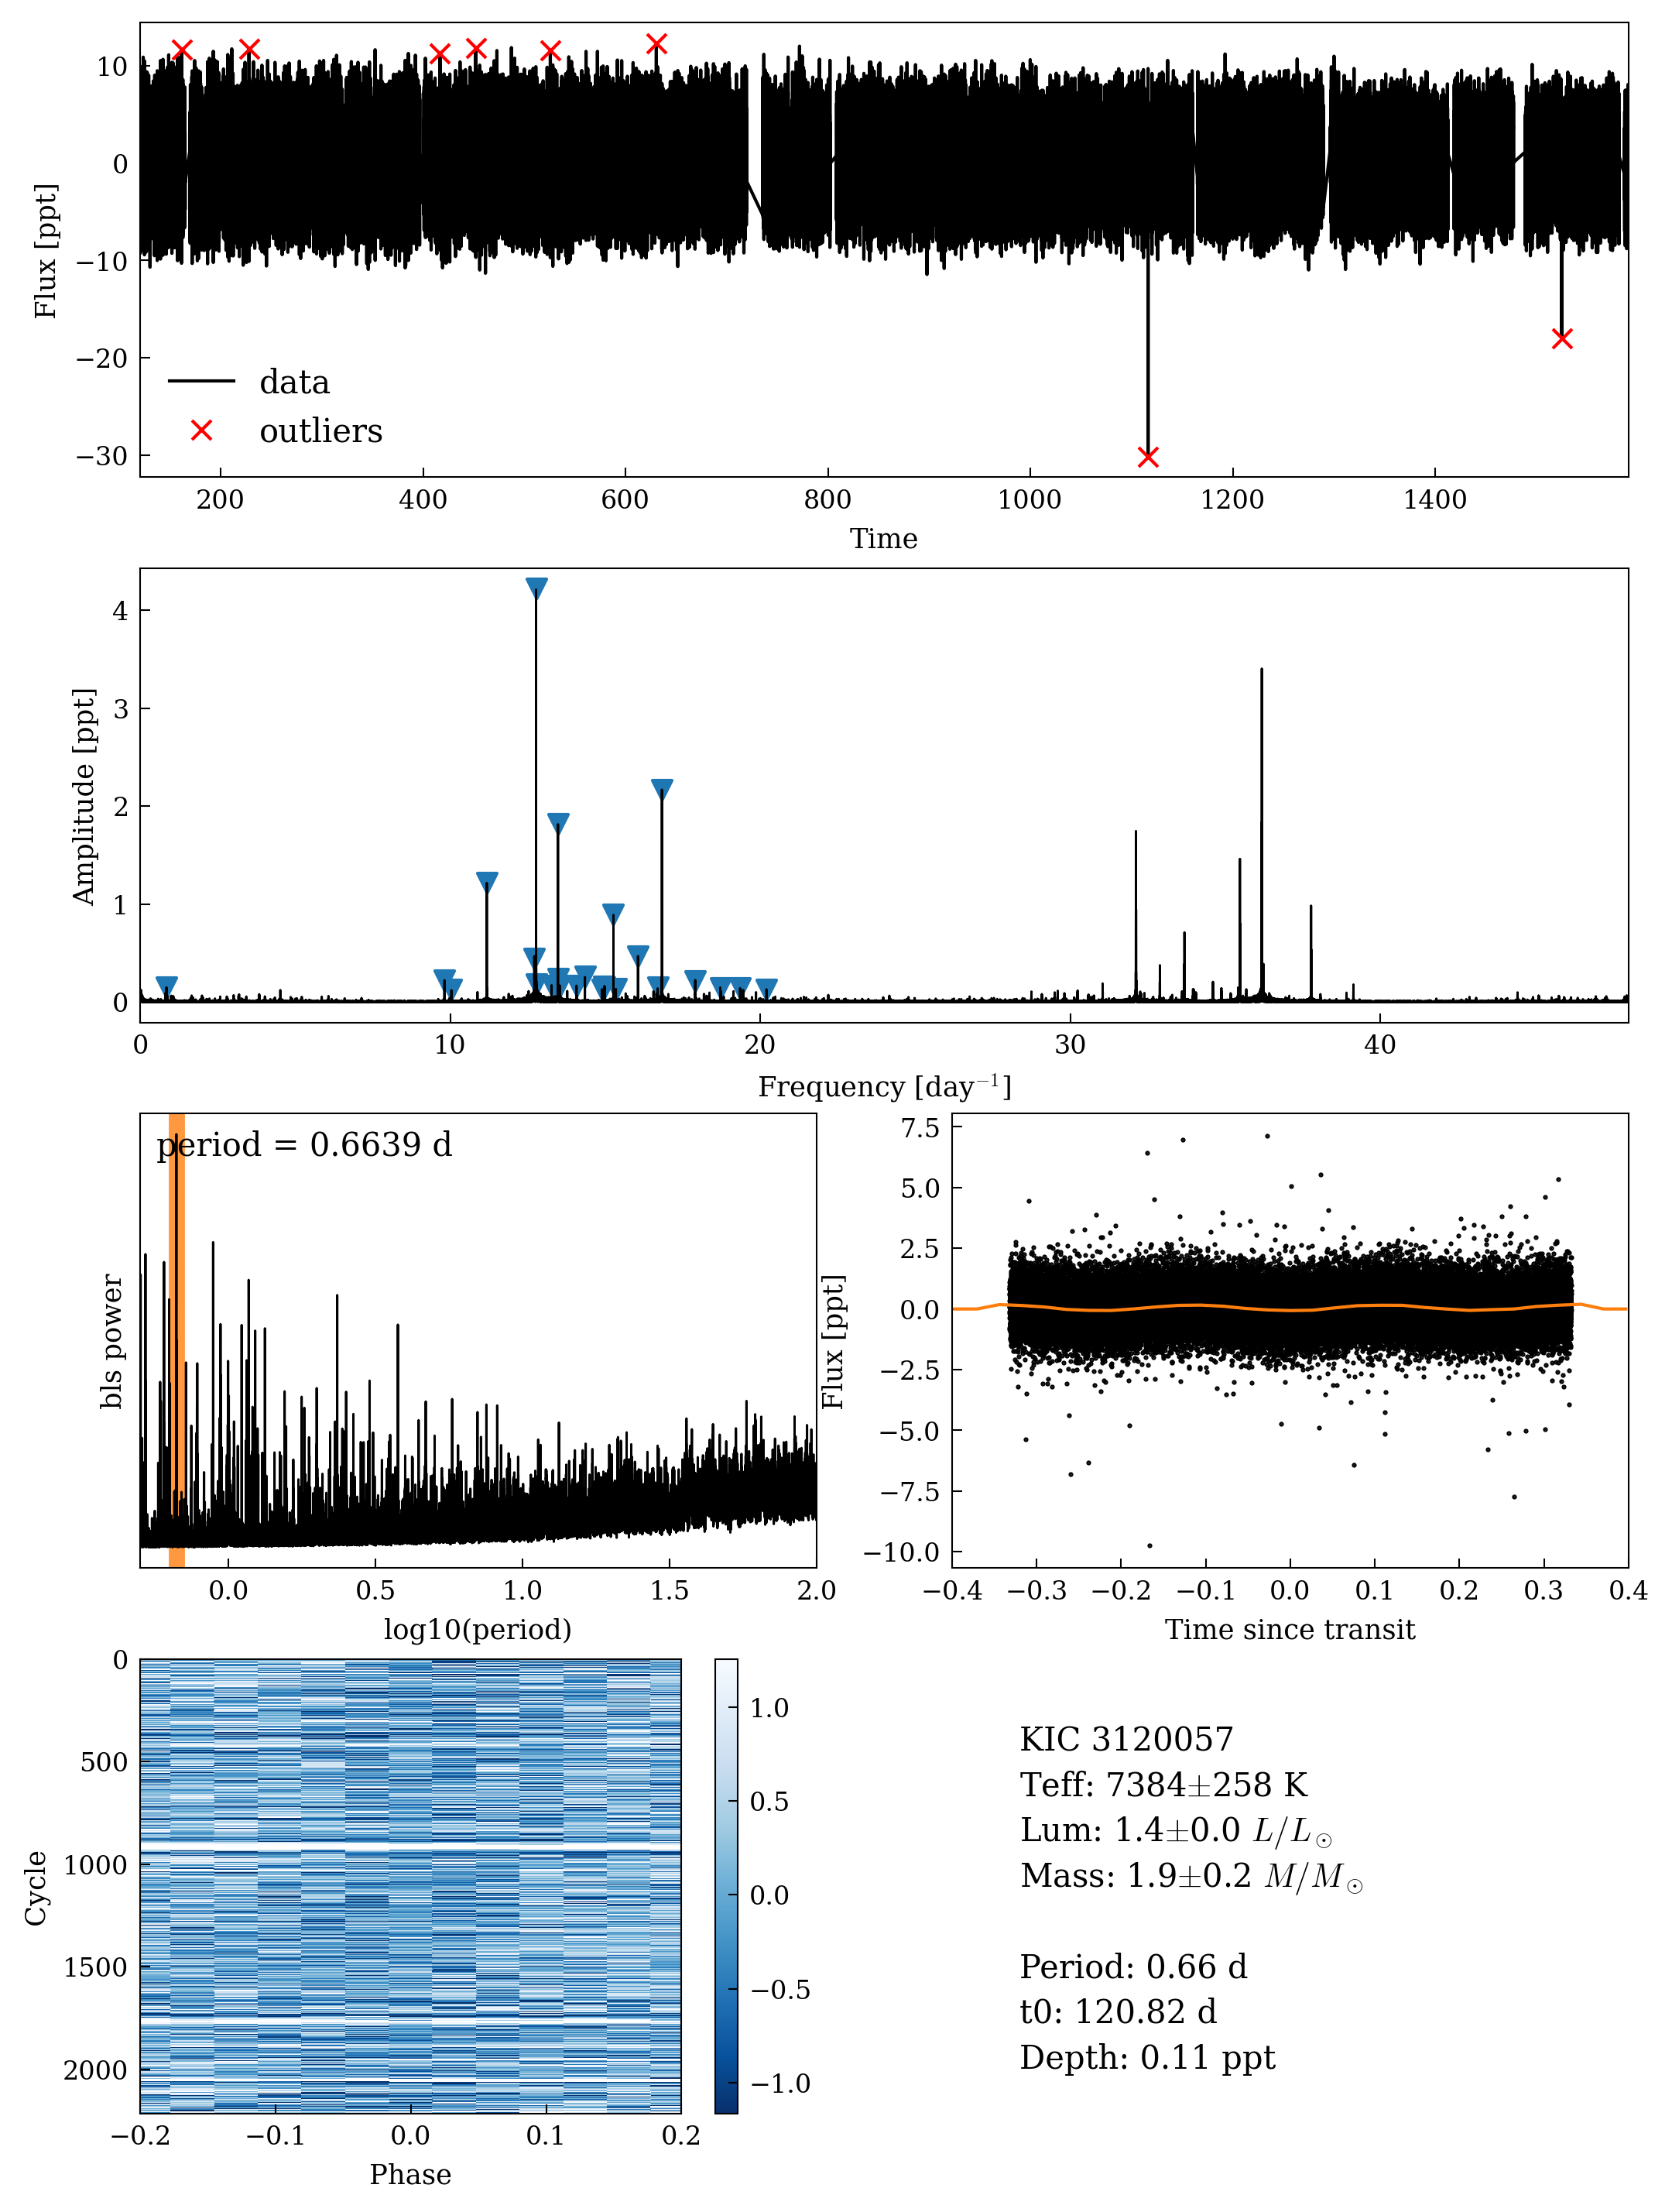 10
0
−10
−20
−30
Flux [ppt]
data
outliers
200
400
600
800
1000
1200
1400
Time
4
3
2
1
0
Amplitude [ppt]
0
10
20
30
40
Frequency [day⁻¹]
period = 0.6639 d
bls power
0.0
0.5
1.0
1.5
2.0
log10(period)
7.5
5.0
2.5
0.0
−2.5
−5.0
−7.5
−10.0
Flux [ppt]
−0.4
−0.3
−0.2
−0.1
0.0
0.1
0.2
0.3
0.4
Time since transit
0
500
1000
1500
2000
Cycle
−0.2
−0.1
0.0
0.1
0.2
Phase
1.0
0.5
0.0
−0.5
−1.0
KIC 3120057
Teff: 7384±258 K
Lum: 1.4±0.0 L/L⊙
Mass: 1.9±0.2 M/M⊙
Period: 0.66 d
t0: 120.82 d
Depth: 0.11 ppt